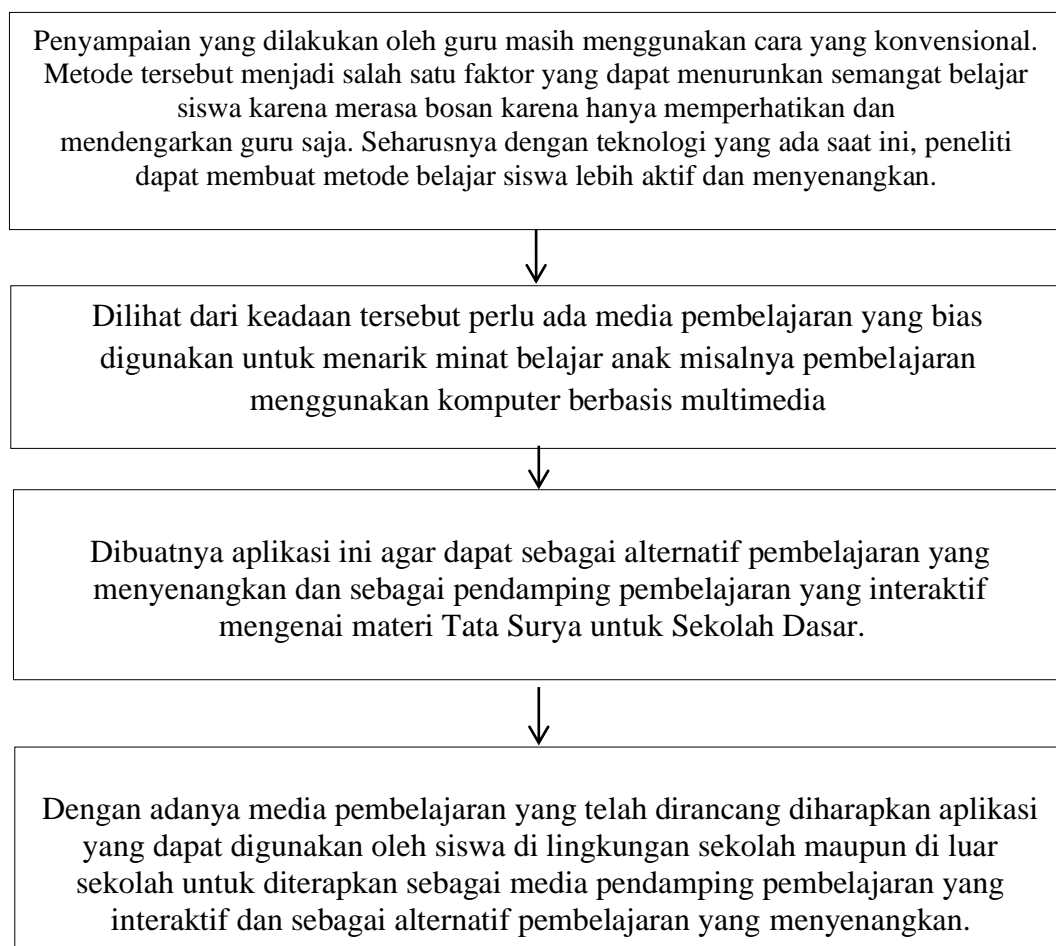 Penyampaian yang dilakukan oleh guru masih menggunakan cara yang konvensional.
Metode tersebut menjadi salah satu faktor yang dapat menurunkan semangat belajar
siswa karena merasa bosan karena hanya memperhatikan dan
mendengarkan guru saja. Seharusnya dengan teknologi yang ada saat ini, peneliti
dapat membuat metode belajar siswa lebih aktif dan menyenangkan.
Dilihat dari keadaan tersebut perlu ada media pembelajaran yang bias
digunakan untuk menarik minat belajar anak misalnya pembelajaran
menggunakan komputer berbasis multimedia
Dibuatnya aplikasi ini agar dapat sebagai alternatif pembelajaran yang
menyenangkan dan sebagai pendamping pembelajaran yang interaktif
mengenai materi Tata Surya untuk Sekolah Dasar.
Dengan adanya media pembelajaran yang telah dirancang diharapkan aplikasi
yang dapat digunakan oleh siswa di lingkungan sekolah maupun di luar
sekolah untuk diterapkan sebagai media pendamping pembelajaran yang
interaktif dan sebagai alternatif pembelajaran yang menyenangkan.